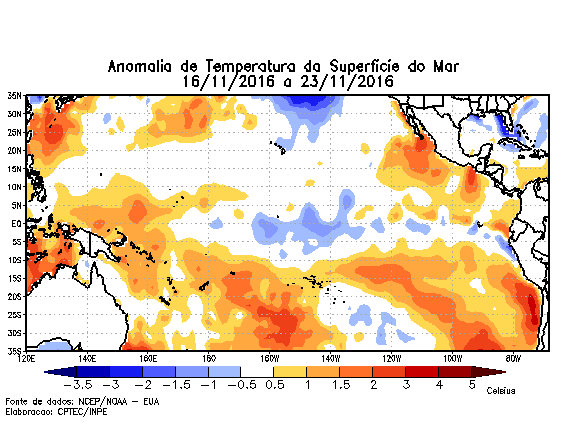 Anomalia de Temperatura da Superfície do Mar
16/11/2016 a 23/11/2016
35N
30N
25N
20N
15N
10N
5N
EQ
5S
10S
15S
20S
25S
30S
35S
120E 140E 160E 180 160W 140W 120W 100W 80W
−3.5 −3 −2 −1.5 −1 −0.5 0.5 1 1.5 2 3 4 5
Celsius
Fonte de dados: NCEP/NOAA − EUA
Elaboracao: CPTEC/INPE